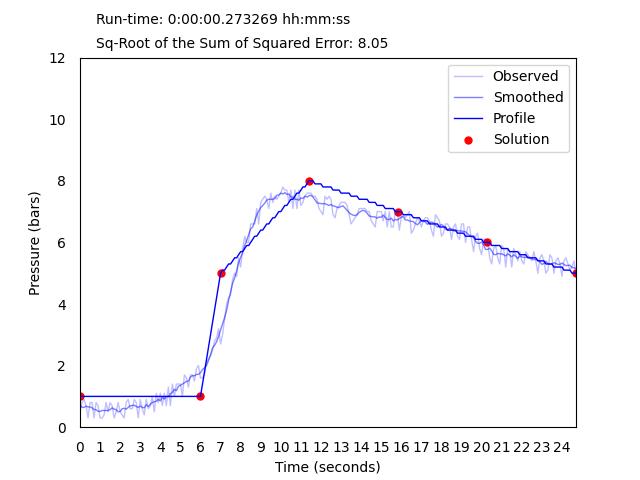 Run-time: 0:00:00.273269 hh:mm:ss
Sq-Root of the Sum of Squared Error: 8.05
12
10
8
6
4
2
0
Pressure (bars)
Observed
Smoothed
Profile
Solution
0 1 2 3 4 5 6 7 8 9 10 11 12 13 14 15 16 17 18 19 20 21 22 23 24
Time (seconds)